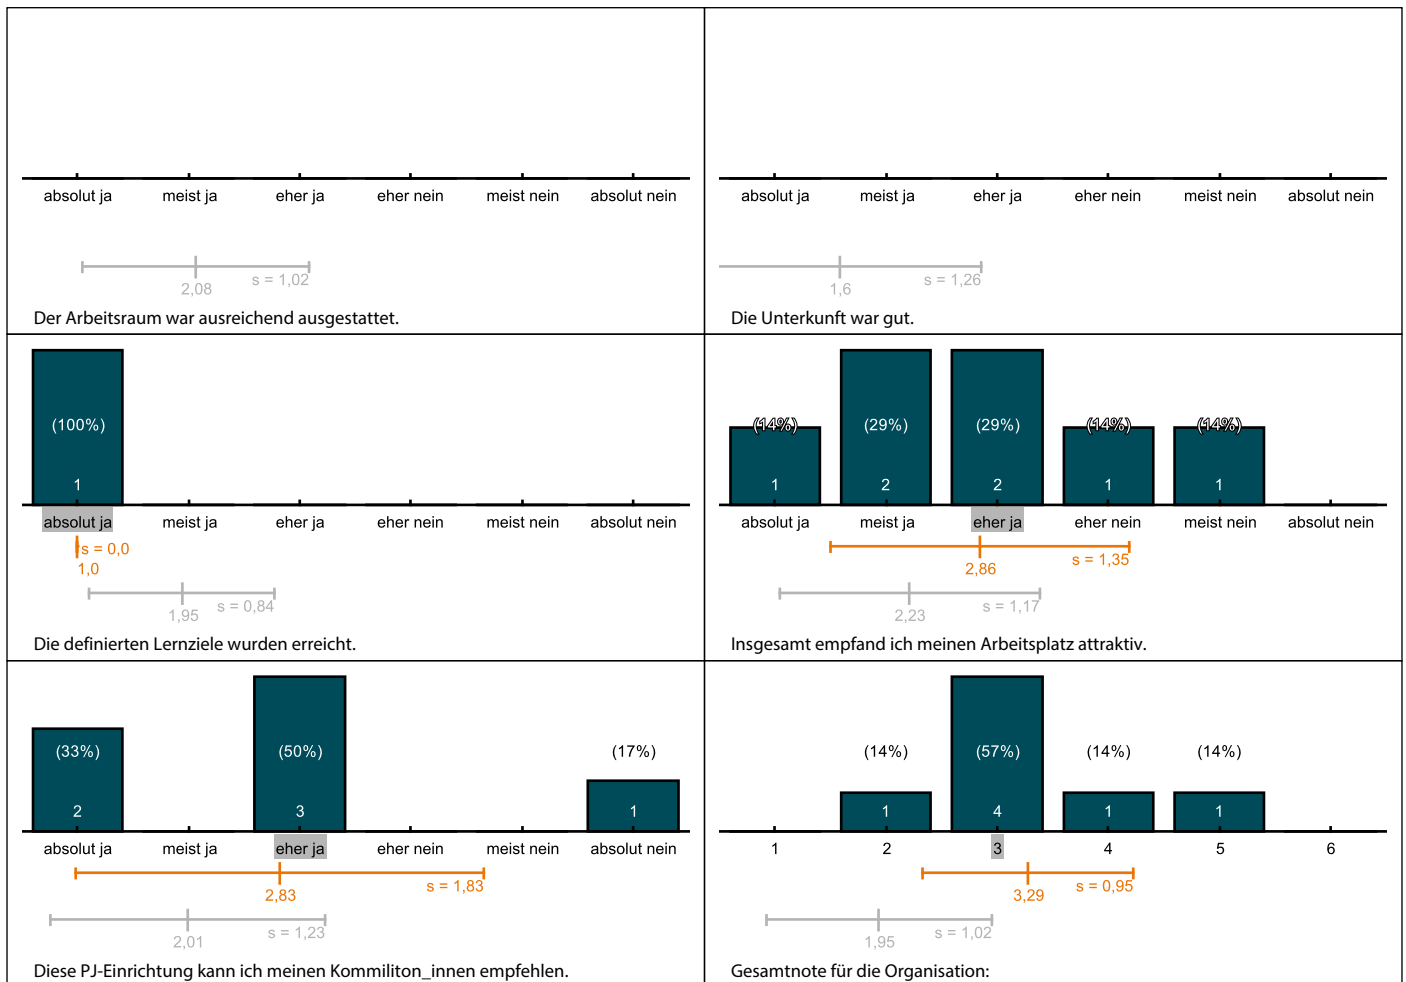 absolut ja meist ja eher ja eher nein meist nein absolut nein
s = 1,02
2,08
Der Arbeitsraum war ausreichend ausgestattet.
absolut ja meist ja eher ja eher nein meist nein absolut nein
s = 1,26
1,6
Die Unterkunft war gut.
(100%)
1
absolut ja meist ja eher ja eher nein meist nein absolut nein
s = 0,0
1,0
s = 0,84
1,95
Die definierten Lernziele wurden erreicht.
(14%) (29%) (29%) (14%) (14%)
1 2 2 1 1
absolut ja meist ja eher ja eher nein meist nein absolut nein
s = 1,35
2,86
s = 1,17
2,23
Insgesamt empfand ich meinen Arbeitsplatz attraktiv.
(33%) (50%) (17%)
2 3 1
absolut ja meist ja eher ja eher nein meist nein absolut nein
s = 1,83
2,83
s = 1,23
2,01
Diese PJ-Einrichtung kann ich meinen Kommiliton_innen empfehlen.
(14%) (57%) (14%) (14%)
1 4 1 1
1 2 3 4 5 6
s = 0,95
3,29
s = 1,02
1,95
Gesamtnote für die Organisation: